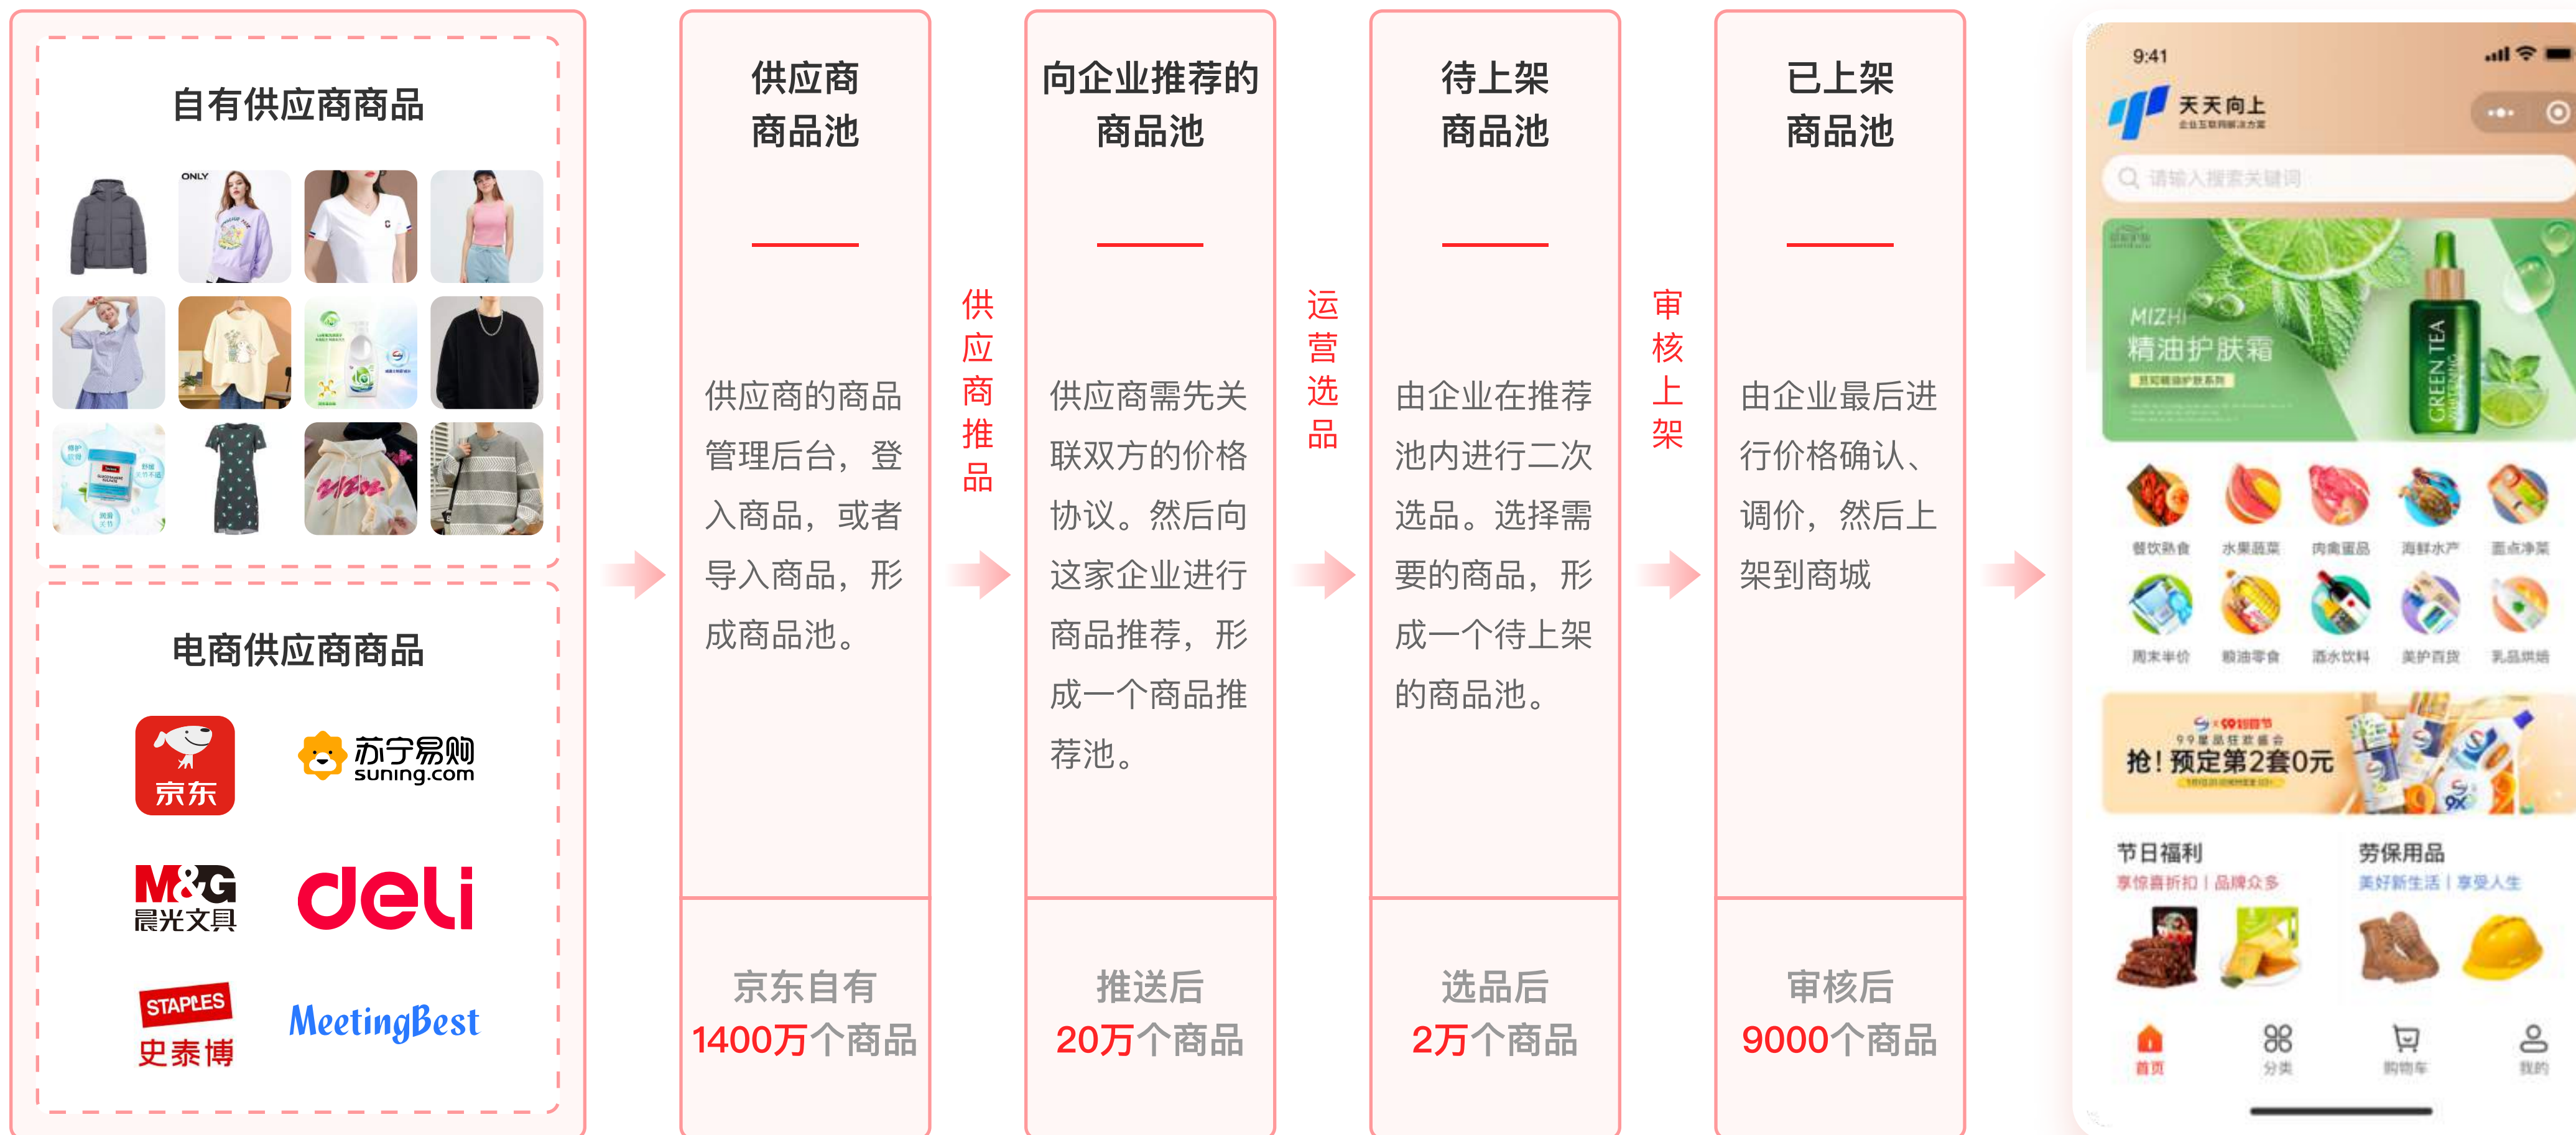 自有供应商商品
ONLY
电商供应商商品
京东
苏宁易购
suning.com
M&G
晨光文具
deli
STAPLES
史泰博
MeetingBest
供应商
商品池
供应商的商品
管理后台，登
入商品，或者
导入商品，形
成商品池。
京东自有
1400万个商品
供应商推品
向企业推荐的
商品池
供应商需先关
联双方的价格
协议。然后向
这家企业进行
商品推荐，形
成一个商品推
荐池。
推送后
20万个商品
运营选品
待上架
商品池
由企业在推荐
池内进行二次
选品。选择需
要的商品，形
成一个待上架
的商品池。
选品后
2万个商品
审核上架
已上架
商品池
由企业最后进
行价格确认、
调价，然后上
架到商城
审核后
9000个商品
9:41
天天向上
企业互联网解决方案
请输入搜索关键词
MIZHI
精油护肤霜
GREEN TEA
餐饮熟食
水果蔬菜
肉禽蛋品
海鲜水产
面点净菜
周末半价
粮油零食
酒水饮料
美护百货
乳品烘焙
99星品狂欢盛会
抢！预定第2套0元
节日福利
享惊喜折扣 | 品牌众多
劳保用品
美好新生活 | 享受人生
首页
分类
购物车
我的